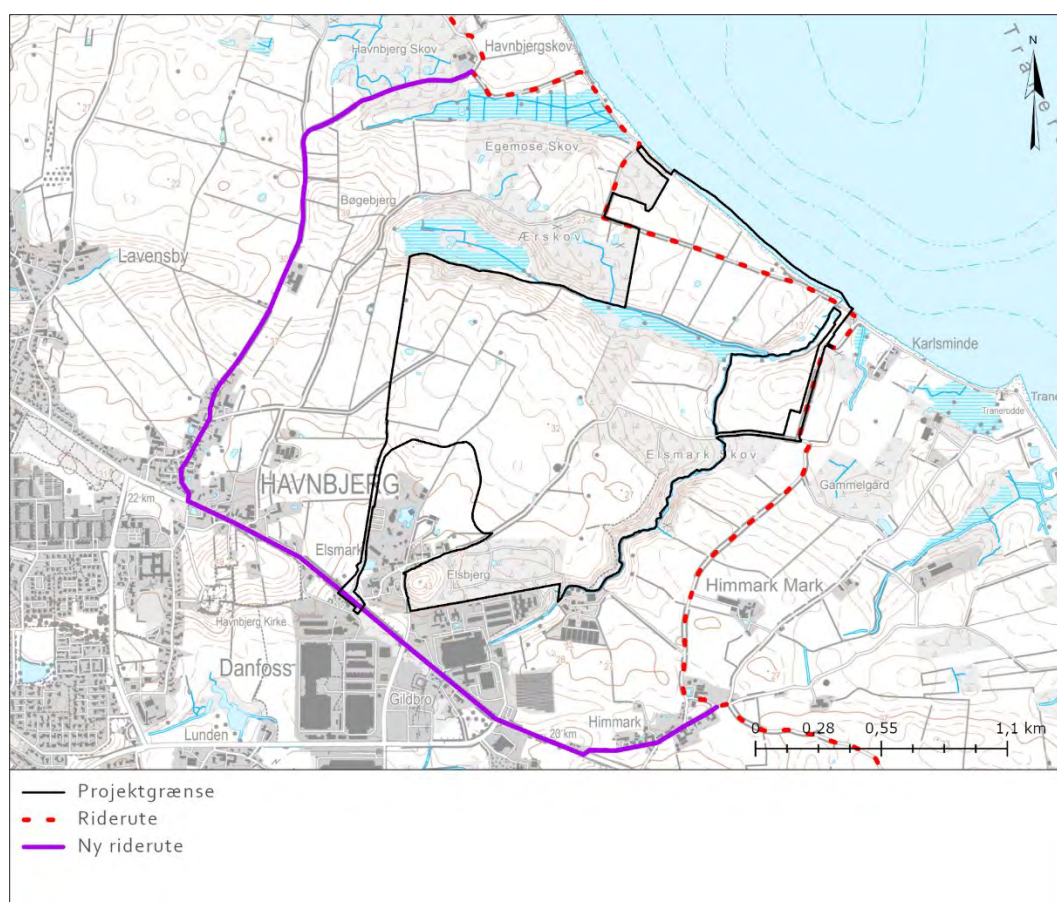 Havnbjerg Skov
Havnbjergskov
N
Egemose Skov
Bøgebjerg
Ærskov
Lavensby
Karlsminde
Tranerodde
HAVNBJERG
Elsmark Skov
Gammelgård
22 km
Elsmark
Elsbjerg
Himmark Mark
Havnbjerg Kirke
Danfoss
Gildbro
Lunden
20 km
Himmark
0 0,28 0,55 1,1 km
Projektgrænse
Riderute
Ny riderute